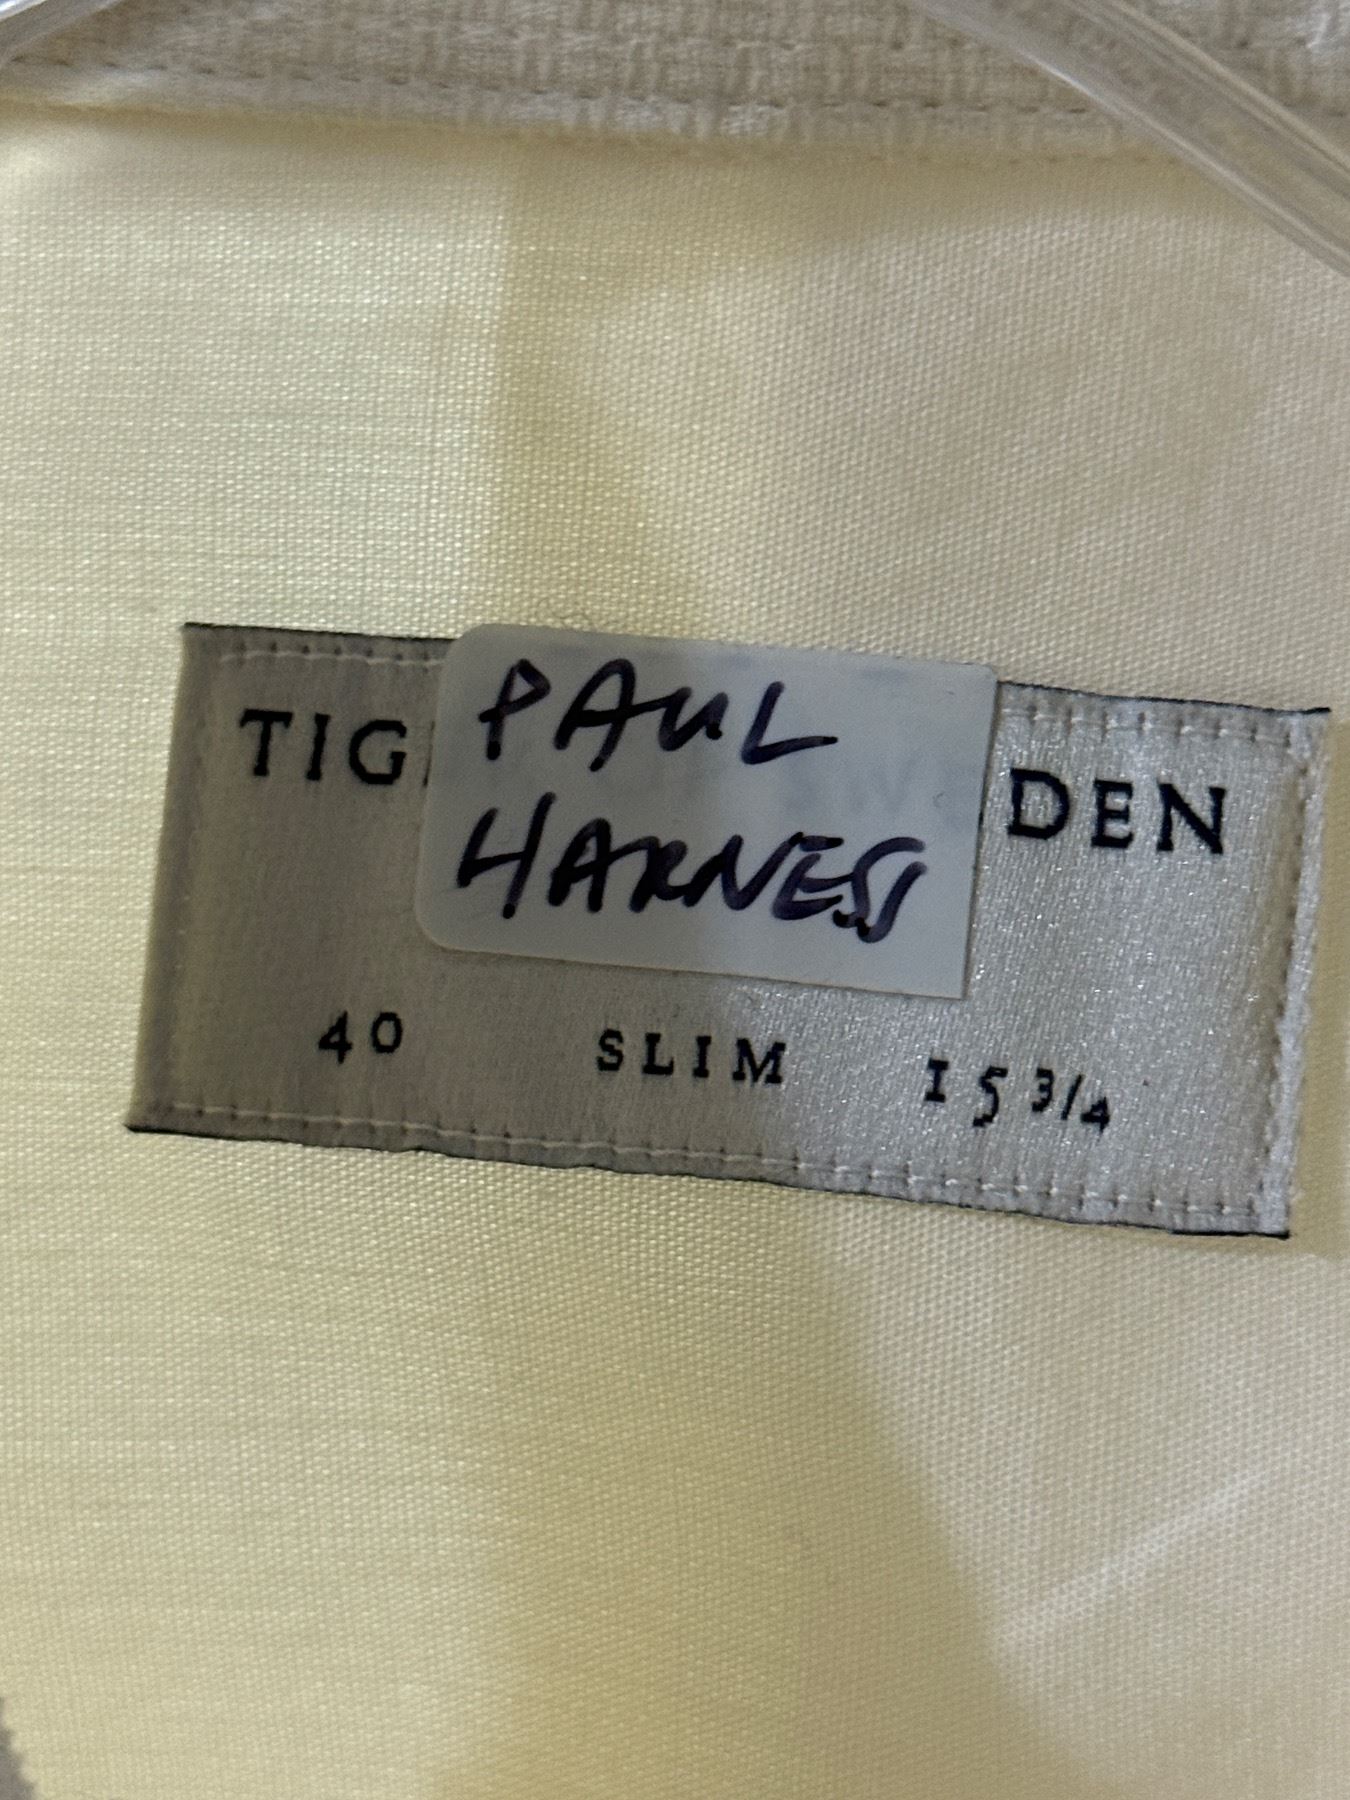 PAUL
HARNESS
TIG DEN
40 SLIM 15 3/4